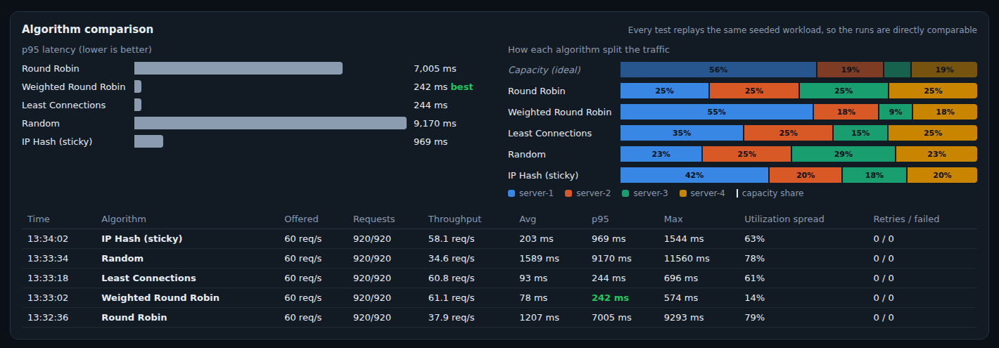 Algorithm comparison
Every test replays the same seeded workload, so the runs are directly comparable
p95 latency (lower is better)
Round Robin 7,005 ms
Weighted Round Robin 242 ms best
Least Connections 244 ms
Random 9,170 ms
IP Hash (sticky) 969 ms
How each algorithm split the traffic
Capacity (ideal) 56% 19% 19%
Round Robin 25% 25% 25% 25%
Weighted Round Robin 55% 18% 9% 18%
Least Connections 35% 25% 15% 25%
Random 23% 25% 29% 23%
IP Hash (sticky) 42% 20% 18% 20%
server-1 server-2 server-3 server-4 capacity share
Time Algorithm Offered Requests Throughput Avg p95 Max Utilization spread Retries / failed
13:34:02 IP Hash (sticky) 60 req/s 920/920 58.1 req/s 203 ms 969 ms 1544 ms 63% 0 / 0
13:33:34 Random 60 req/s 920/920 34.6 req/s 1589 ms 9170 ms 11560 ms 78% 0 / 0
13:33:18 Least Connections 60 req/s 920/920 60.8 req/s 93 ms 244 ms 696 ms 61% 0 / 0
13:33:02 Weighted Round Robin 60 req/s 920/920 61.1 req/s 78 ms 242 ms 574 ms 14% 0 / 0
13:32:36 Round Robin 60 req/s 920/920 37.9 req/s 1207 ms 7005 ms 9293 ms 79% 0 / 0